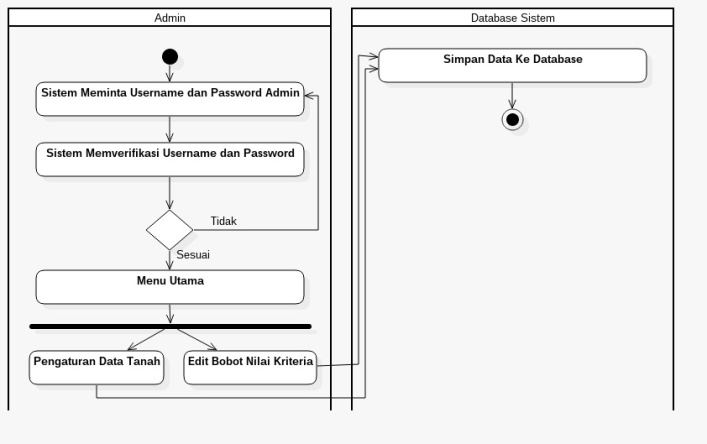 Admin
Database Sistem
Sistem Meminta Username dan Password Admin
Simpan Data Ke Database
Sistem Memverifikasi Username dan Password
Tidak
Sesuai
Menu Utama
Pengaturan Data Tanah
Edit Bobot Nilai Kriteria